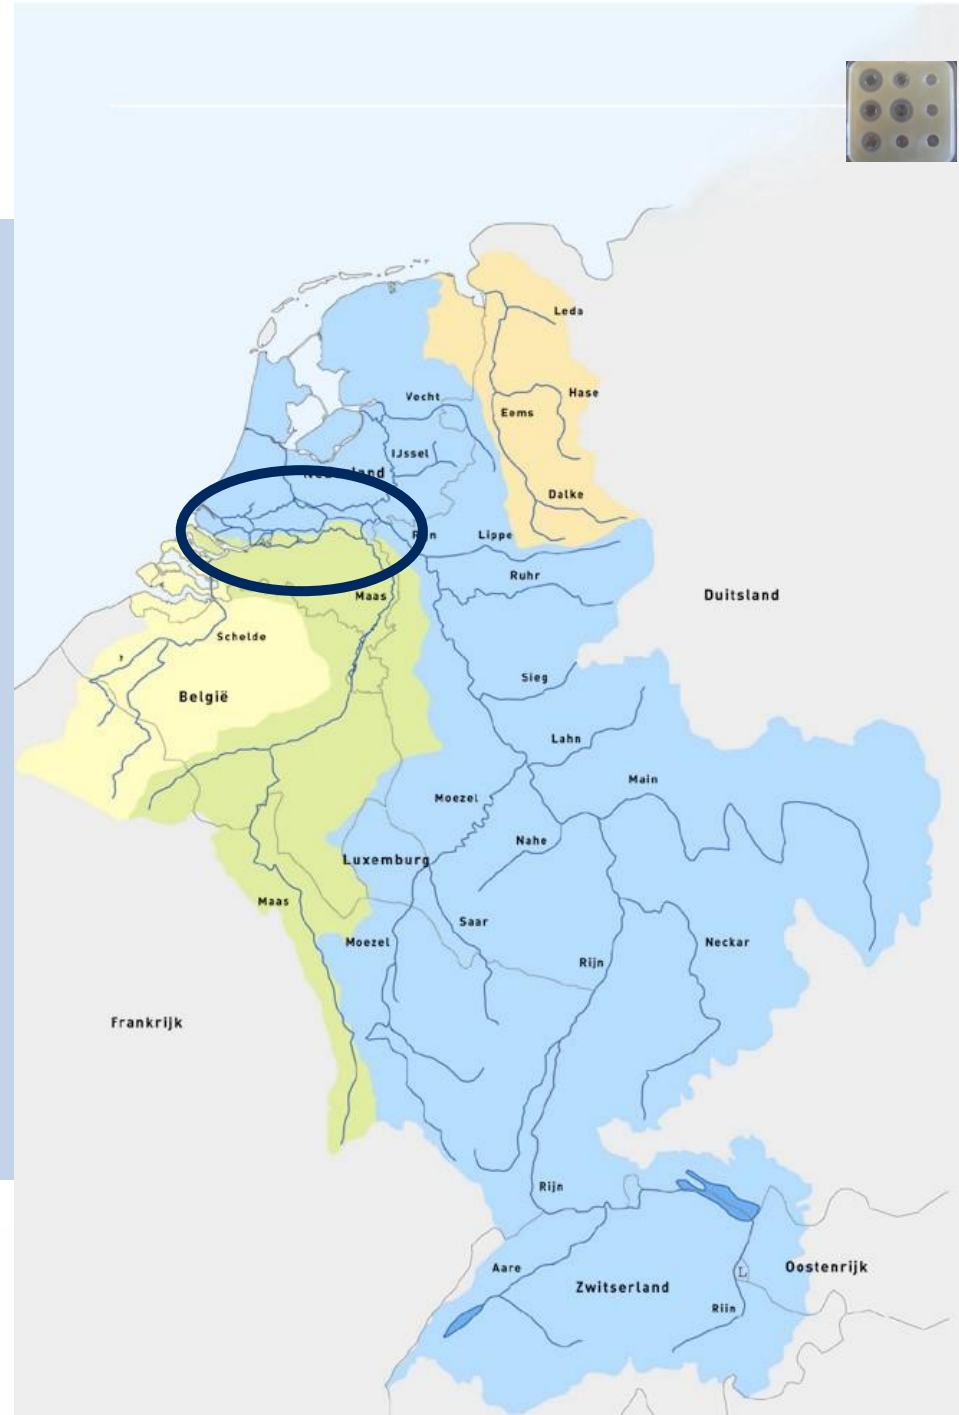 Leda
Hase
Vecht
Eems
IJssel
Dalke
Lippe
Ruhr
Maas
Duitsland
Schelde
?
Sieg
België
Lahn
Main
Moezel
Nahe
Luxemburg
Maas
Saar
Moezel
Neckar
Rijn
Frankrijk
Rijn
Aare
L
Oostenrijk
Zwitserland
Rijn